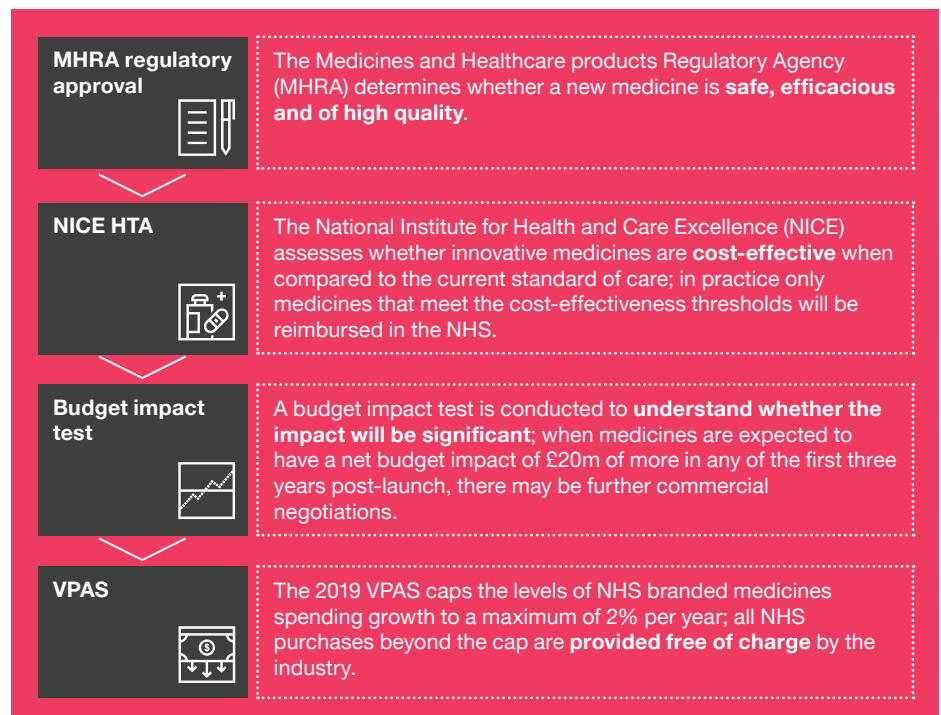 MHRA regulatory
approval
The Medicines and Healthcare products Regulatory Agency
(MHRA) determines whether a new medicine is safe, efficacious
and of high quality.
NICE HTA
The National Institute for Health and Care Excellence (NICE)
assesses whether innovative medicines are cost-effective when
compared to the current standard of care; in practice only
medicines that meet the cost-effectiveness thresholds will be
reimbursed in the NHS.
Budget impact
test
A budget impact test is conducted to understand whether the
impact will be significant; when medicines are expected to
have a net budget impact of £20m of more in any of the first three
years post-launch, there may be further commercial
negotiations.
VPAS
The 2019 VPAS caps the levels of NHS branded medicines
spending growth to a maximum of 2% per year; all NHS
purchases beyond the cap are provided free of charge by the
industry.